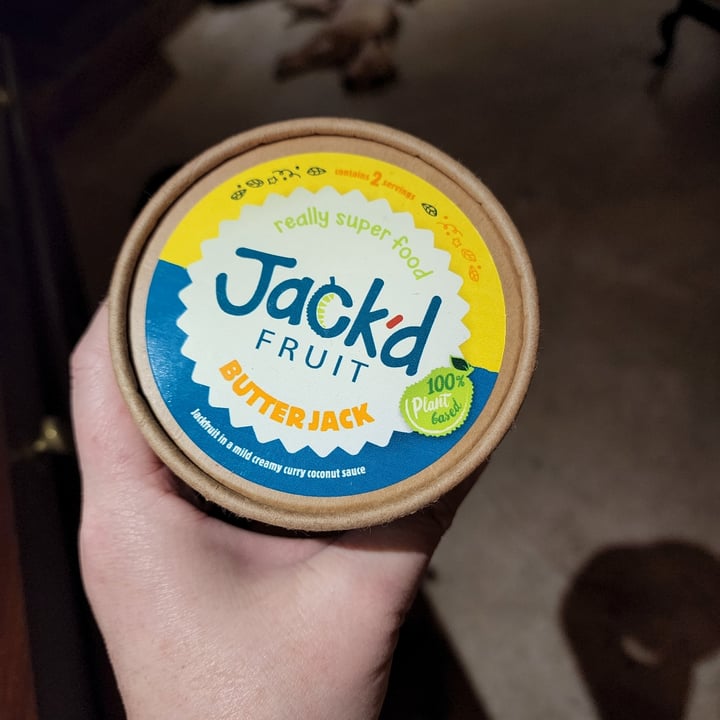 contains 2 servings
really super food
Jack'd
FRUIT
BUTTER JACK
100%
Plant
based
Jackfruit in a mild creamy curry coconut sauce